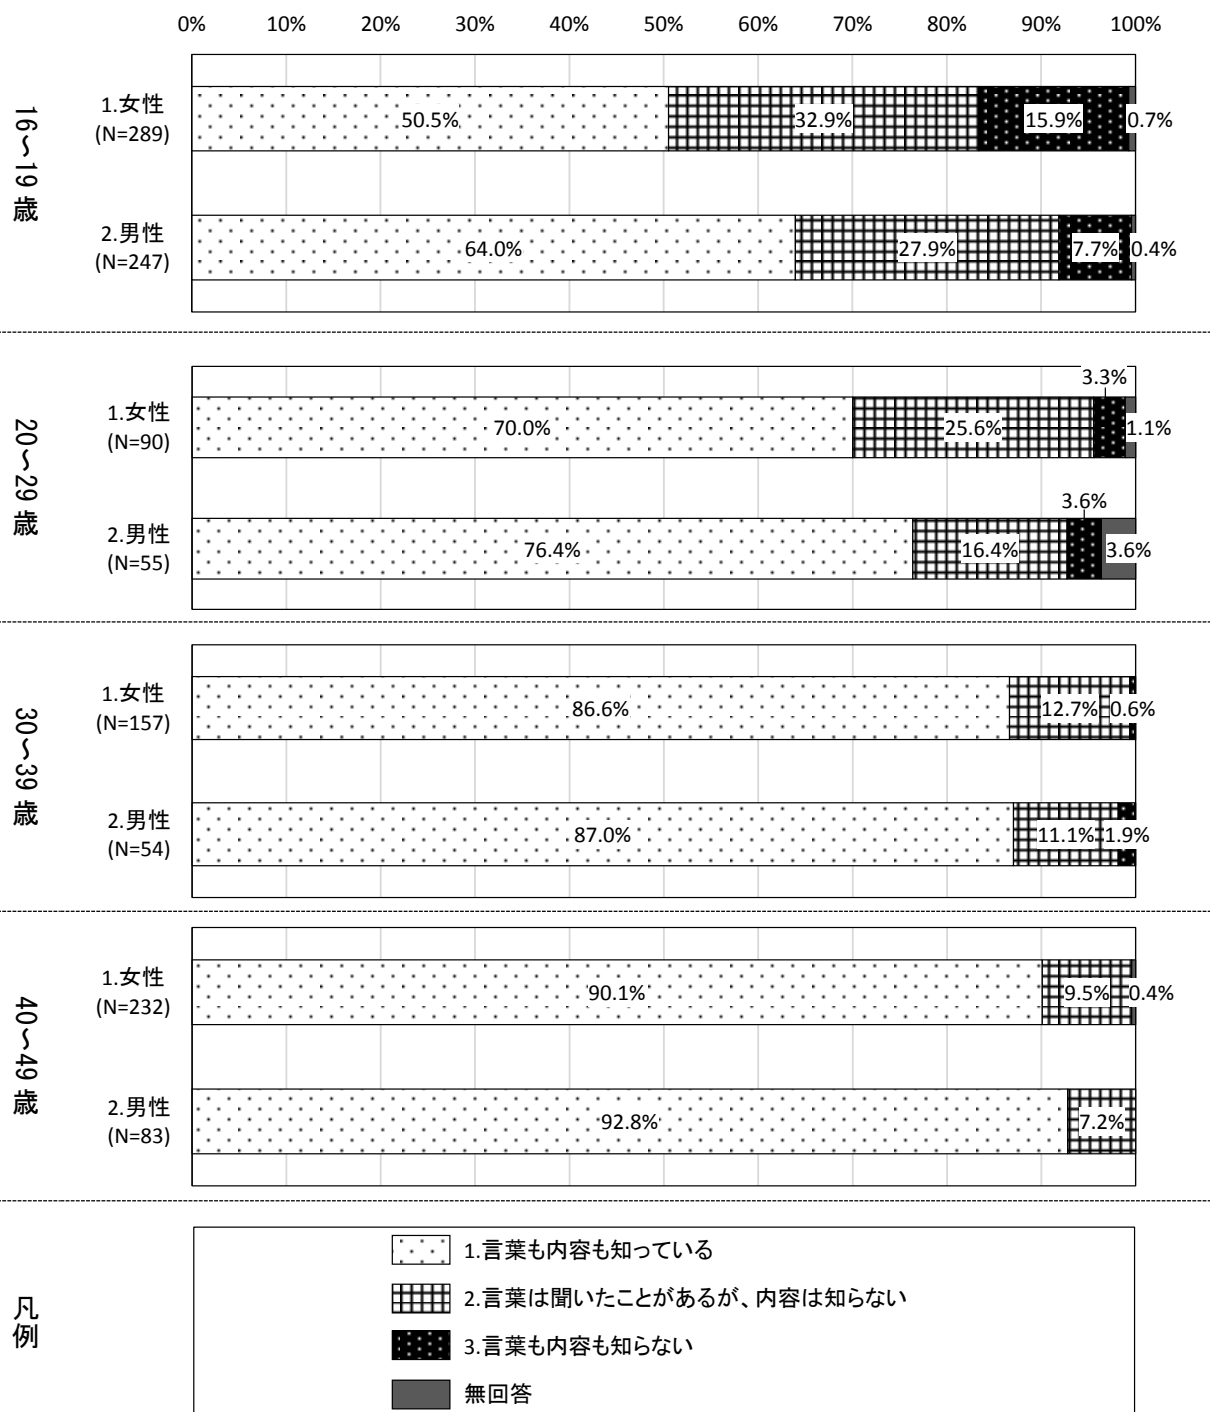 0% 10% 20% 30% 40% 50% 60% 70% 80% 90% 100%
16～19歳
1.女性
(N=289)
50.5% 32.9% 15.9% 0.7%
2.男性
(N=247)
64.0% 27.9% 7.7% 0.4%
20～29歳
3.3%
1.女性
(N=90)
70.0% 25.6% 1.1%
3.6%
2.男性
(N=55)
76.4% 16.4% 3.6%
30～39歳
1.女性
(N=157)
86.6% 12.7% 0.6%
2.男性
(N=54)
87.0% 11.1% 1.9%
40～49歳
1.女性
(N=232)
90.1% 9.5% 0.4%
2.男性
(N=83)
92.8% 7.2%
凡例
1.言葉も内容も知っている
2.言葉は聞いたことがあるが、内容は知らない
3.言葉も内容も知らない
無回答